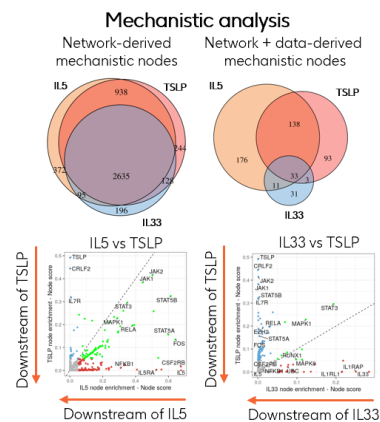 Mechanistic analysis
Network-derived
mechanistic nodes
Network + data-derived
mechanistic nodes
IL5
TSLP
938
372
244
2635
128
95
196
IL33
IL5
TSLP
138
176
93
33
3
11
31
IL33
IL5 vs TSLP
IL33 vs TSLP
Downstream of TSLP
TSLP node enrichment - Node score
TSLP
CRLF2
JAK2
JAK1
IL7R
STAT3
STAT5B
MAPK1
RELA
STAT5A
FOS
NFKB1
CSF2RB
IL5RA
IL5
IL5 node enrichment - Node score
Downstream of IL5
Downstream of TSLP
TSLP node enrichment - Node score
TSLP
CRLF2
JAK2
JAK1
STAT5B
IL7R
STAT3
RELA
MAPK1
STAT5A
FOS
RUNX1
CSF2RB
IL1RAP
IL5
IL1RL1
IL33
IL33 node enrichment - Node score
Downstream of IL33